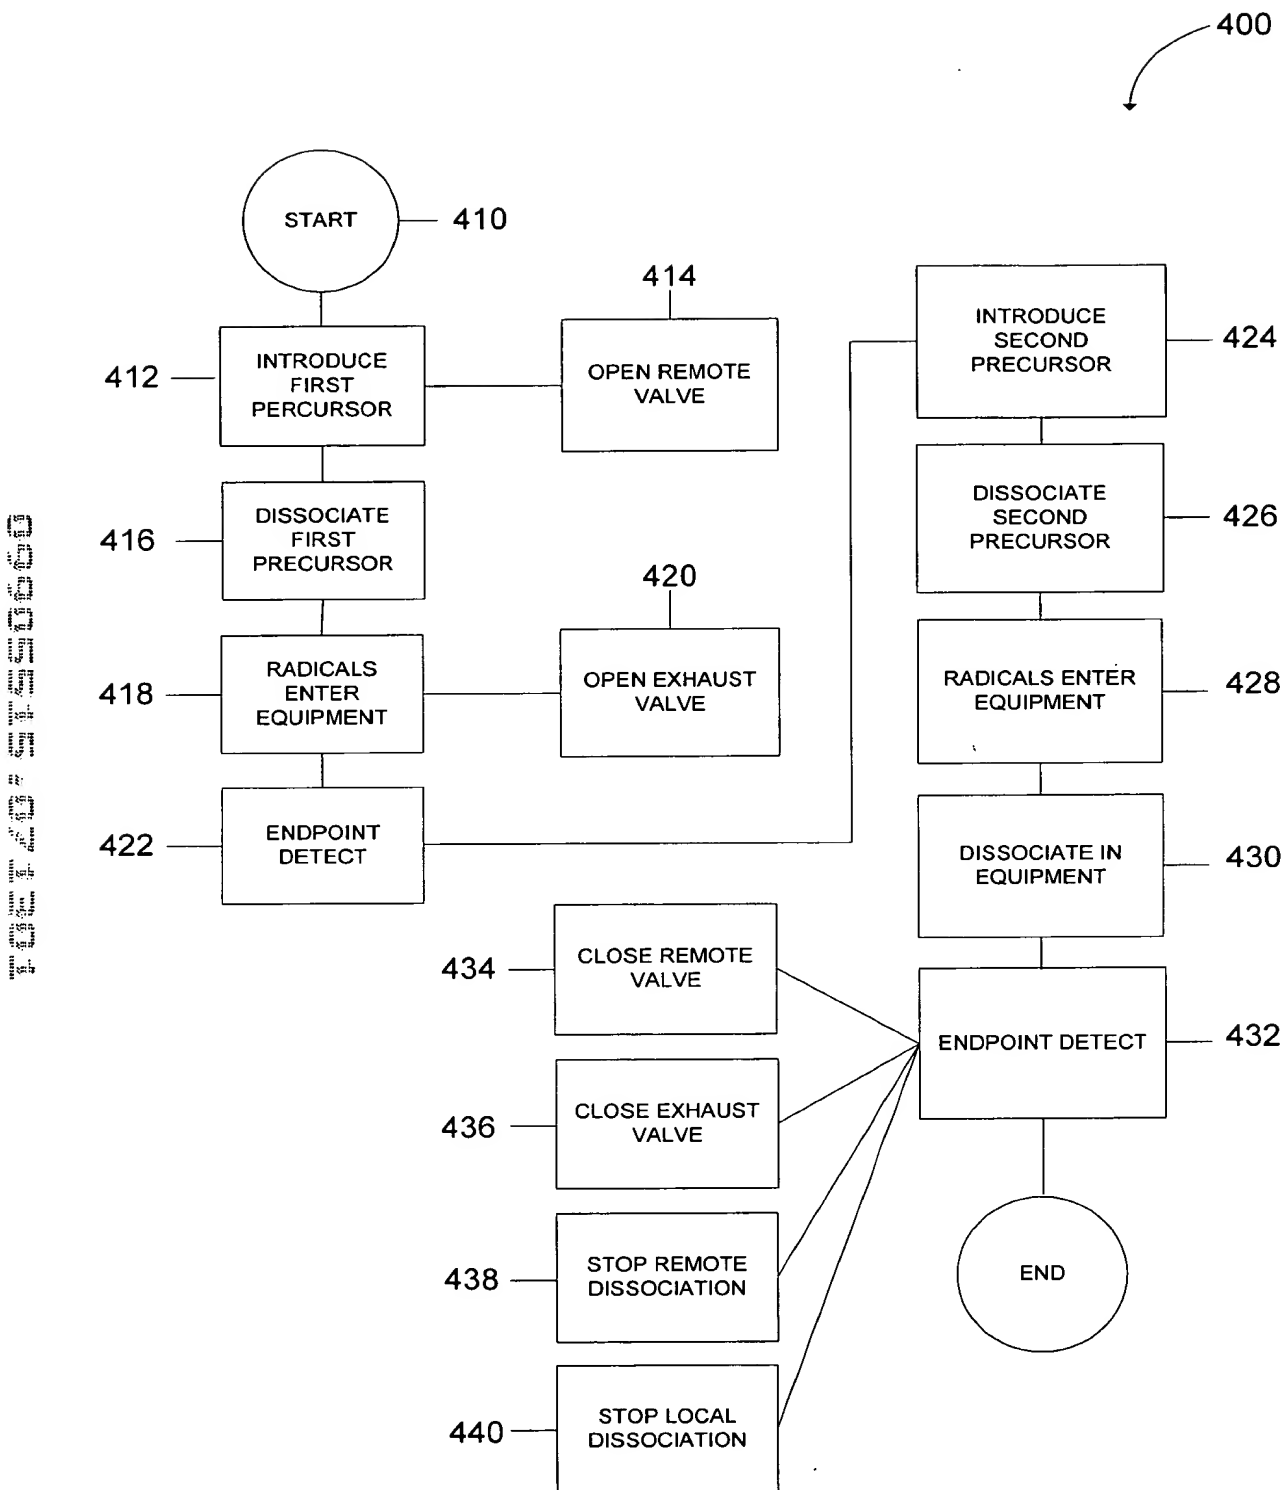 400
START
410
412
INTRODUCE
FIRST
PERCURSOR
414
OPEN REMOTE
VALVE
416
DISSOCIATE
FIRST
PRECURSOR
418
RADICALS
ENTER
EQUIPMENT
420
OPEN EXHAUST
VALVE
422
ENDPOINT
DETECT
INTRODUCE
SECOND
PRECURSOR
424
DISSOCIATE
SECOND
PRECURSOR
426
RADICALS ENTER
EQUIPMENT
428
DISSOCIATE IN
EQUIPMENT
430
ENDPOINT DETECT
432
434
CLOSE REMOTE
VALVE
436
CLOSE EXHAUST
VALVE
438
STOP REMOTE
DISSOCIATION
440
STOP LOCAL
DISSOCIATION
END